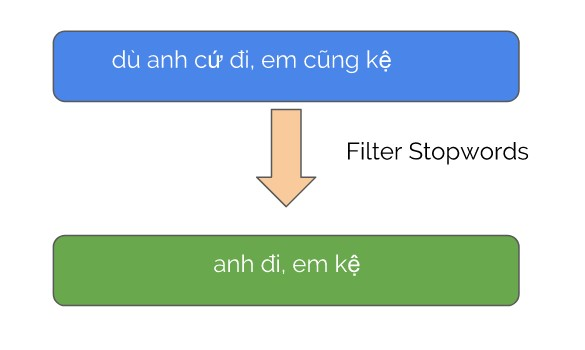 dù anh cứ đi, em cũng kệ
Filter Stopwords
anh đi, em kệ